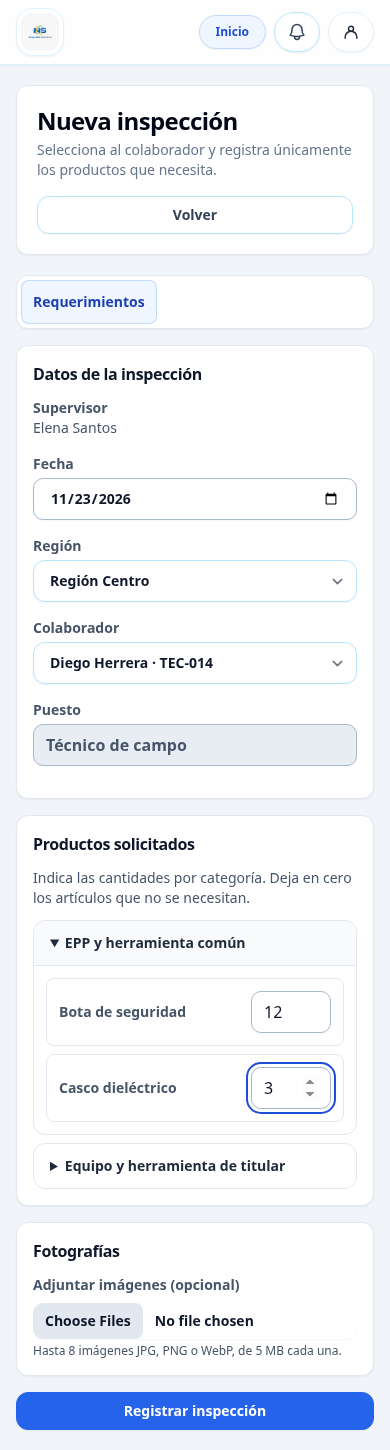 Inicio
Nueva inspección
Selecciona al colaborador y registra únicamente
los productos que necesita.
Volver
Requerimientos
Datos de la inspección
Supervisor
Elena Santos
Fecha
11/23/2026
Región
Región Centro
Colaborador
Diego Herrera · TEC-014
Puesto
Técnico de campo
Productos solicitados
Indica las cantidades por categoría. Deja en cero
los artículos que no se necesitan.
▼ EPP y herramienta común
Bota de seguridad 12
Casco dieléctrico 3
▶ Equipo y herramienta de titular
Fotografías
Adjuntar imágenes (opcional)
Choose Files No file chosen
Hasta 8 imágenes JPG, PNG o WebP, de 5 MB cada una.
Registrar inspección